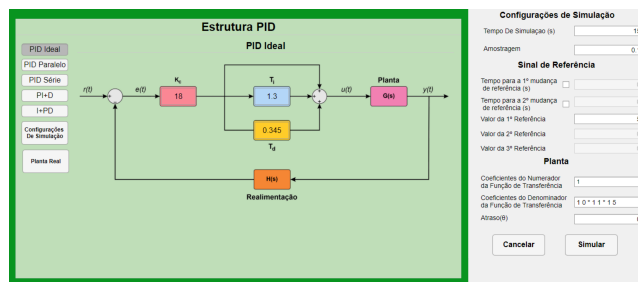 Estrutura PID
PID Ideal
PID Ideal
PID Paralelo
PID Série
PI+D
I+PD
Configurações
De Simulação
Planta Real
r(t)
e(t)
18
Ti
1.3
0.345
Td
u(t)
Planta
G(s)
y(t)
H(s)
Realimentação
Configurações de Simulação
Tempo De Simulaçao (s)
Amostragem
Sinal de Referência
Tempo para a 1ª mudança
de referência (s)
Tempo para a 2ª mudança
de referência (s)
Valor da 1ª Referência
Valor da 2ª Referência
Valor da 3ª Referência
Planta
Coeficientes do Numerador
da Função de Transferência
1
Coeficientes do Denominador
da Função de Transferência
Atraso(θ)
Cancelar
Simular